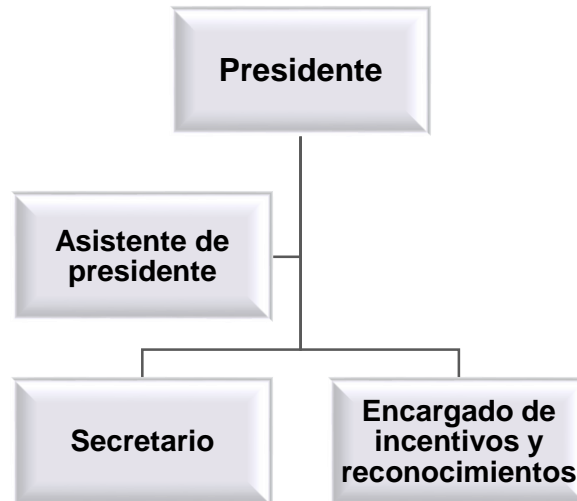 Presidente
Asistente de
presidente
Secretario
Encargado de
incentivos y
reconocimientos